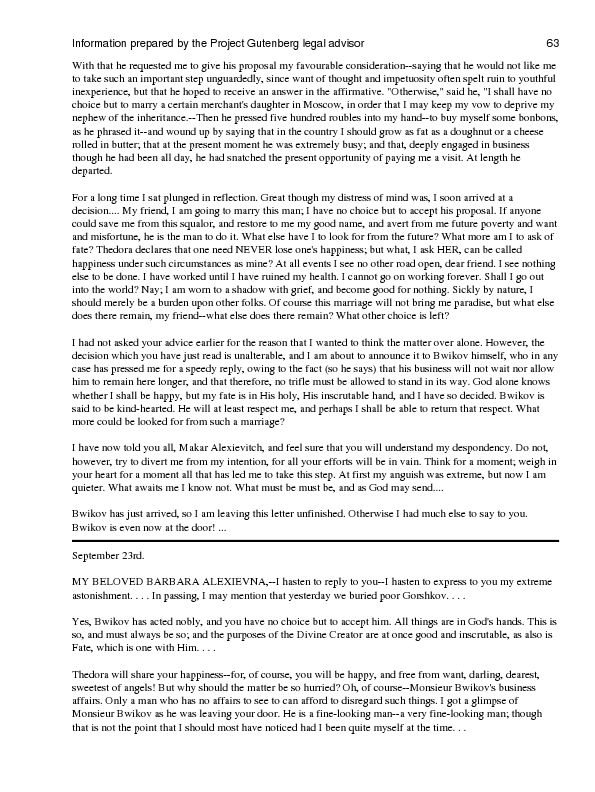 Information prepared by the Project Gutenberg legal advisor 63
With that he requested me to give his proposal my favourable consideration--saying that he would not like me
to take such an important step unguardedly, since want of thought and impetuosity often spelt ruin to youthful
inexperience, but that he hoped to receive an answer in the affirmative. "Otherwise," said he, "I shall have no
choice but to marry a certain merchant's daughter in Moscow, in order that I may keep my vow to deprive my
nephew of the inheritance.--Then he pressed five hundred roubles into my hand--to buy myself some bonbons,
as he phrased it--and wound up by saying that in the country I should grow as fat as a doughnut or a cheese
rolled in butter; that at the present moment he was extremely busy; and that, deeply engaged in business
though he had been all day, he had snatched the present opportunity of paying me a visit. At length he
departed.
For a long time I sat plunged in reflection. Great though my distress of mind was, I soon arrived at a
decision.... My friend, I am going to marry this man; I have no choice but to accept his proposal. If anyone
could save me from this squalor, and restore to me my good name, and avert from me future poverty and want
and misfortune, he is the man to do it. What else have I to look for from the future? What more am I to ask of
fate? Thedora declares that one need NEVER lose one's happiness; but what, I ask HER, can be called
happiness under such circumstances as mine? At all events I see no other road open, dear friend. I see nothing
else to be done. I have worked until I have ruined my health. I cannot go on working forever. Shall I go out
into the world? Nay; I am worn to a shadow with grief, and become good for nothing. Sickly by nature, I
should merely be a burden upon other folks. Of course this marriage will not bring me paradise, but what else
does there remain, my friend--what else does there remain? What other choice is left?
I had not asked your advice earlier for the reason that I wanted to think the matter over alone. However, the
decision which you have just read is unalterable, and I am about to announce it to Bwikov himself, who in any
case has pressed me for a speedy reply, owing to the fact (so he says) that his business will not wait nor allow
him to remain here longer, and that therefore, no trifle must be allowed to stand in its way. God alone knows
whether I shall be happy, but my fate is in His holy, His inscrutable hand, and I have so decided. Bwikov is
said to be kind-hearted. He will at least respect me, and perhaps I shall be able to return that respect. What
more could be looked for from such a marriage?
I have now told you all, Makar Alexievitch, and feel sure that you will understand my despondency. Do not,
however, try to divert me from my intention, for all your efforts will be in vain. Think for a moment; weigh in
your heart for a moment all that has led me to take this step. At first my anguish was extreme, but now I am
quieter. What awaits me I know not. What must be must be, and as God may send....
Bwikov has just arrived, so I am leaving this letter unfinished. Otherwise I had much else to say to you.
Bwikov is even now at the door! ...
September 23rd.
MY BELOVED BARBARA ALEXIEVNA,--I hasten to reply to you--I hasten to express to you my extreme
astonishment. . . . In passing, I may mention that yesterday we buried poor Gorshkov. . . .
Yes, Bwikov has acted nobly, and you have no choice but to accept him. All things are in God's hands. This is
so, and must always be so; and the purposes of the Divine Creator are at once good and inscrutable, as also is
Fate, which is one with Him. . . .
Thedora will share your happiness--for, of course, you will be happy, and free from want, darling, dearest,
sweetest of angels! But why should the matter be so hurried? Oh, of course--Monsieur Bwikov's business
affairs. Only a man who has no affairs to see to can afford to disregard such things. I got a glimpse of
Monsieur Bwikov as he was leaving your door. He is a fine-looking man--a very fine-looking man; though
that is not the point that I should most have noticed had I been quite myself at the time. . .